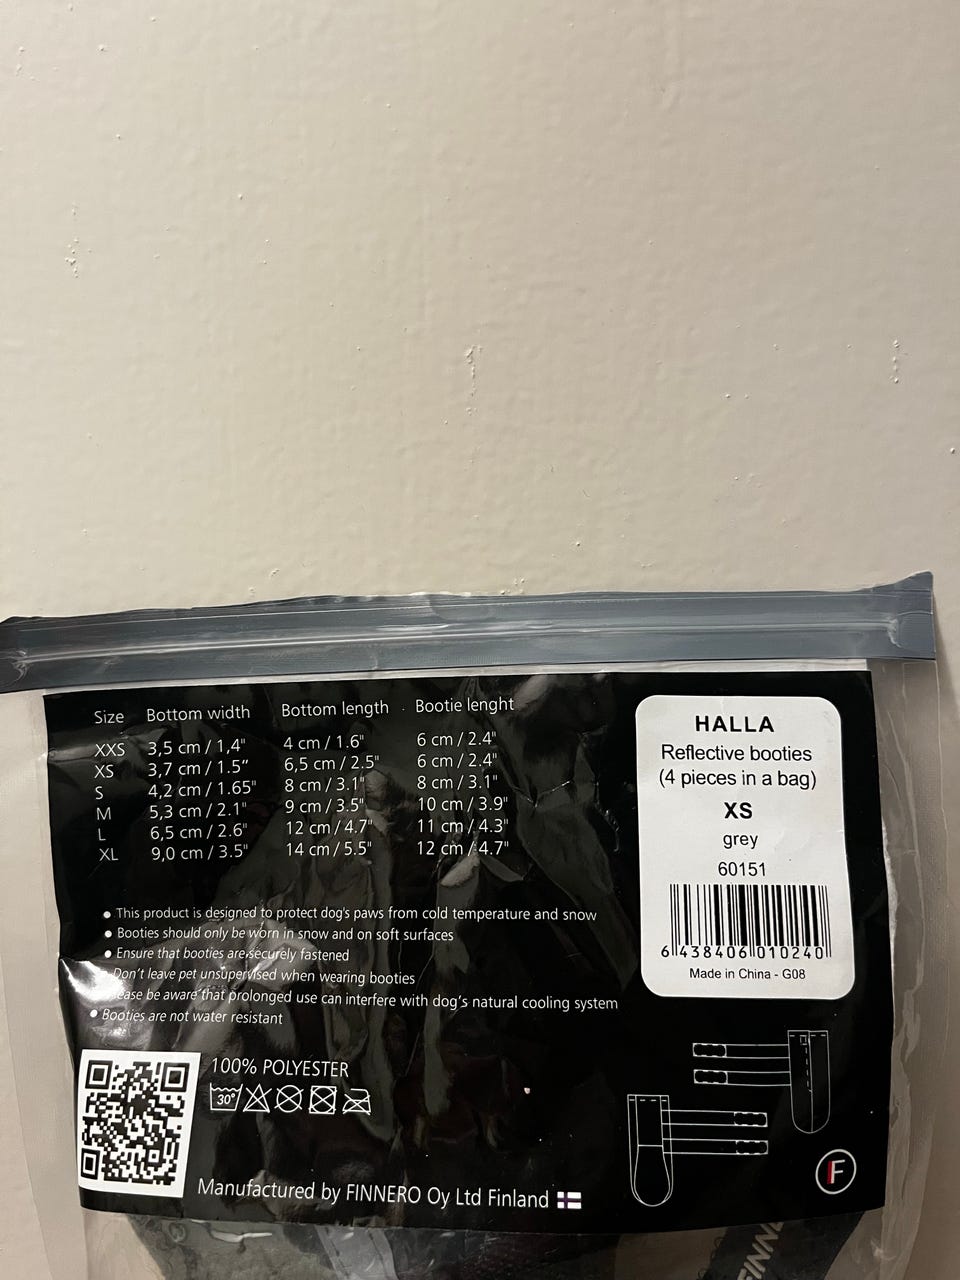 Size Bottom width Bottom length Bootie lenght
XXS 3,5 cm / 1,4" 4 cm / 1.6" 6 cm / 2.4"
XS 3,7 cm / 1.5" 6,5 cm / 2.5" 6 cm / 2.4"
S 4,2 cm / 1.65" 8 cm / 3.1" 8 cm / 3.1"
M 5,3 cm / 2.1" 9 cm / 3.5" 10 cm / 3.9"
L 6,5 cm / 2.6" 12 cm / 4.7" 11 cm / 4.3"
XL 9,0 cm / 3.5" 14 cm / 5.5" 12 cm / 4.7"
• This product is designed to protect dog's paws from cold temperature and snow
• Booties should only be worn in snow and on soft surfaces
• Ensure that booties are securely fastened
Don't leave pet unsupervised when wearing booties
be aware that prolonged use can interfere with dog's natural cooling system
• Booties are not water resistant
100% POLYESTER
30°
Manufactured by FINNERO Oy Ltd Finland
HALLA
Reflective booties
(4 pieces in a bag)
XS
grey
60151
6 438406 010240
Made in China - G08
F